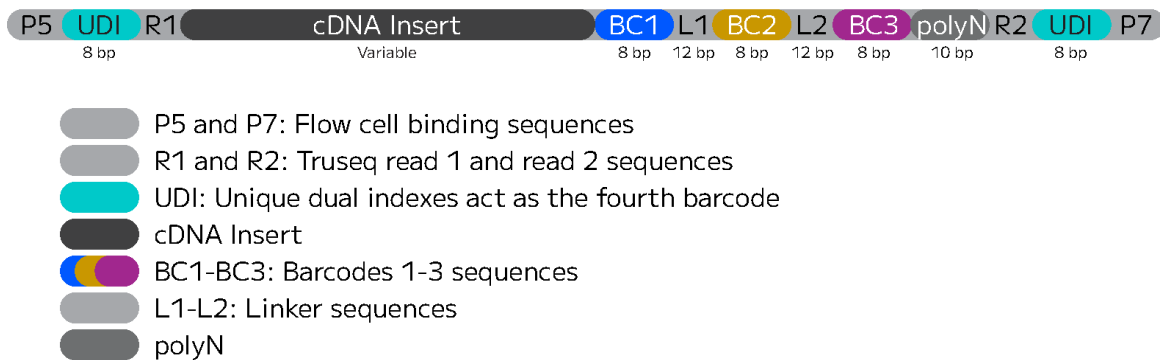 P5 UDI R1 cDNA Insert BC1 L1 BC2 L2 BC3 polyN R2 UDI P7
8 bp Variable 8 bp 12 bp 8 bp 12 bp 8 bp 10 bp 8 bp
P5 and P7: Flow cell binding sequences
R1 and R2: Truseq read 1 and read 2 sequences
UDI: Unique dual indexes act as the fourth barcode
cDNA Insert
BC1-BC3: Barcodes 1-3 sequences
L1-L2: Linker sequences
polyN